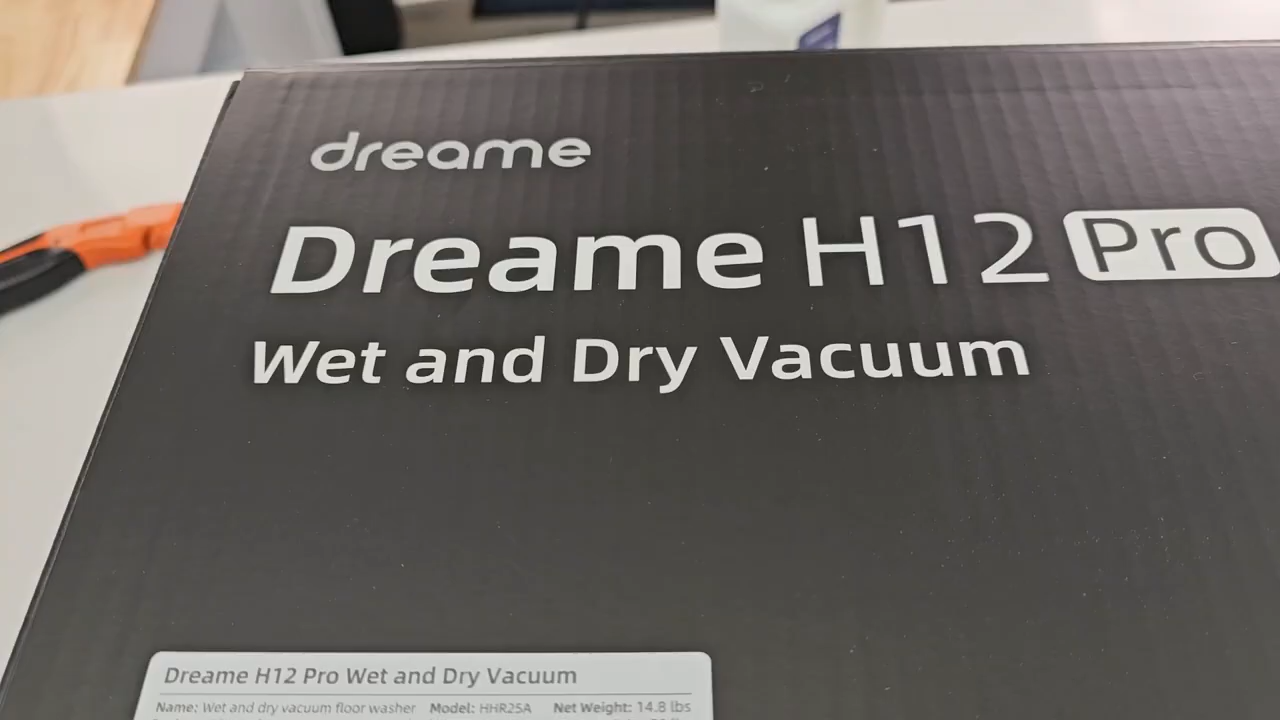 dreame
Dreame H12 Pro
Wet and Dry Vacuum
Dreame H12 Pro Wet and Dry Vacuum
Name: Wet and dry vacuum floor washer Model: HHR25A Net Weight: 14.8 lbs